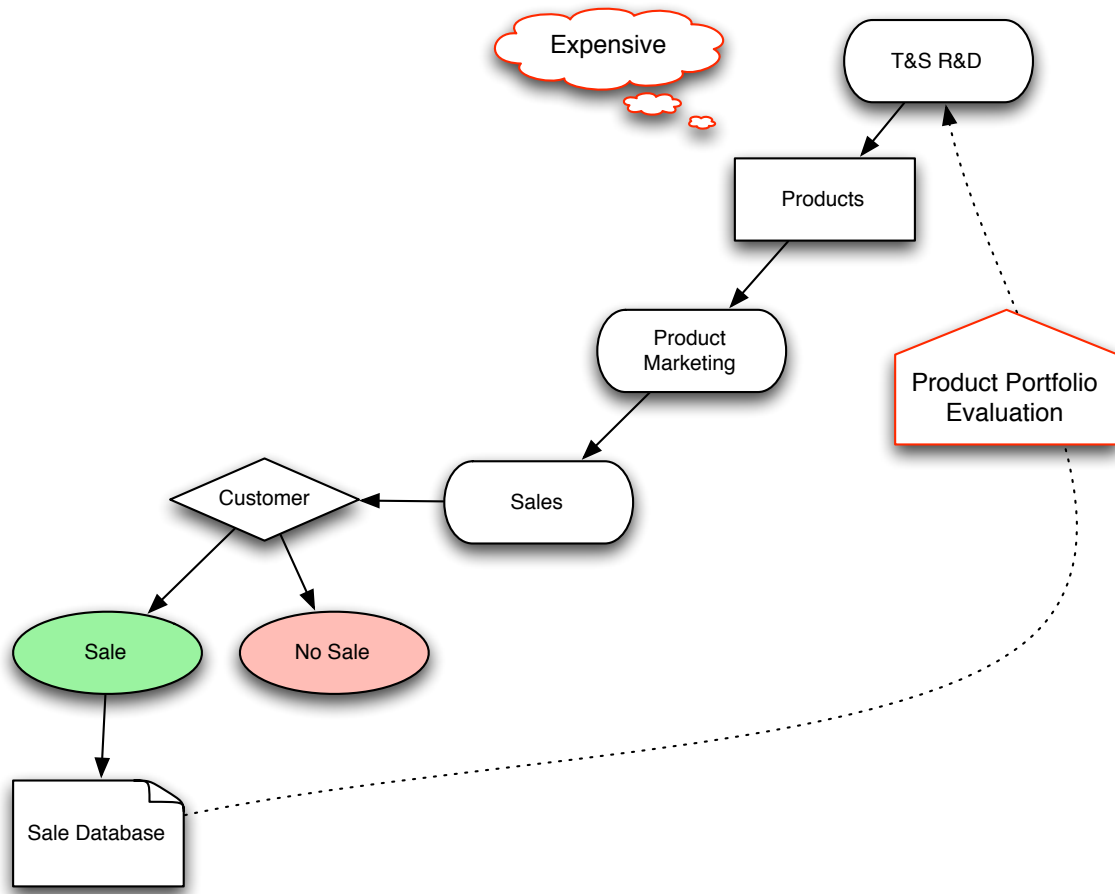 Expensive
T&S R&D
Products
Product
Marketing
Product Portfolio
Evaluation
Customer
Sales
Sale
No Sale
Sale Database